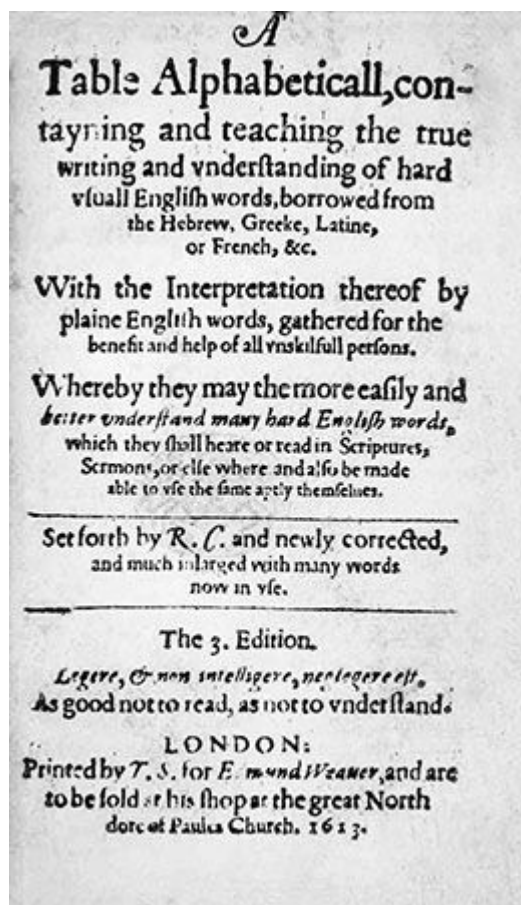 A
Table Alphabeticall, con-
tayning and teaching the true
writing and vnderſtanding of hard
vſuall Engliſh words, borrowed from
the Hebrew, Greeke, Latine,
or French, &c.
With the Interpretation thereof by
plaine Engliſh words, gathered for the
benefit and help of all vnskilfull perſons.
Whereby they may the more eaſily and
better vnderſtand many hard Engliſh words,
which they ſhall heare or read in Scriptures,
Sermons, or elſe where and alſo be made
able to vſe the ſame aptly themſelues.
Set forth by R. C. and newly corrected,
and much inlarged with many words
now in vſe.
The 3. Edition.
Legere, & non intelligere, neglegere eſt.
As good not to read, as not to vnderſtand.
LONDON:
Printed by T. S. for Edmund Weauer, and are
to be ſold at his ſhop at the great North
dore of Paules Church. 1613.